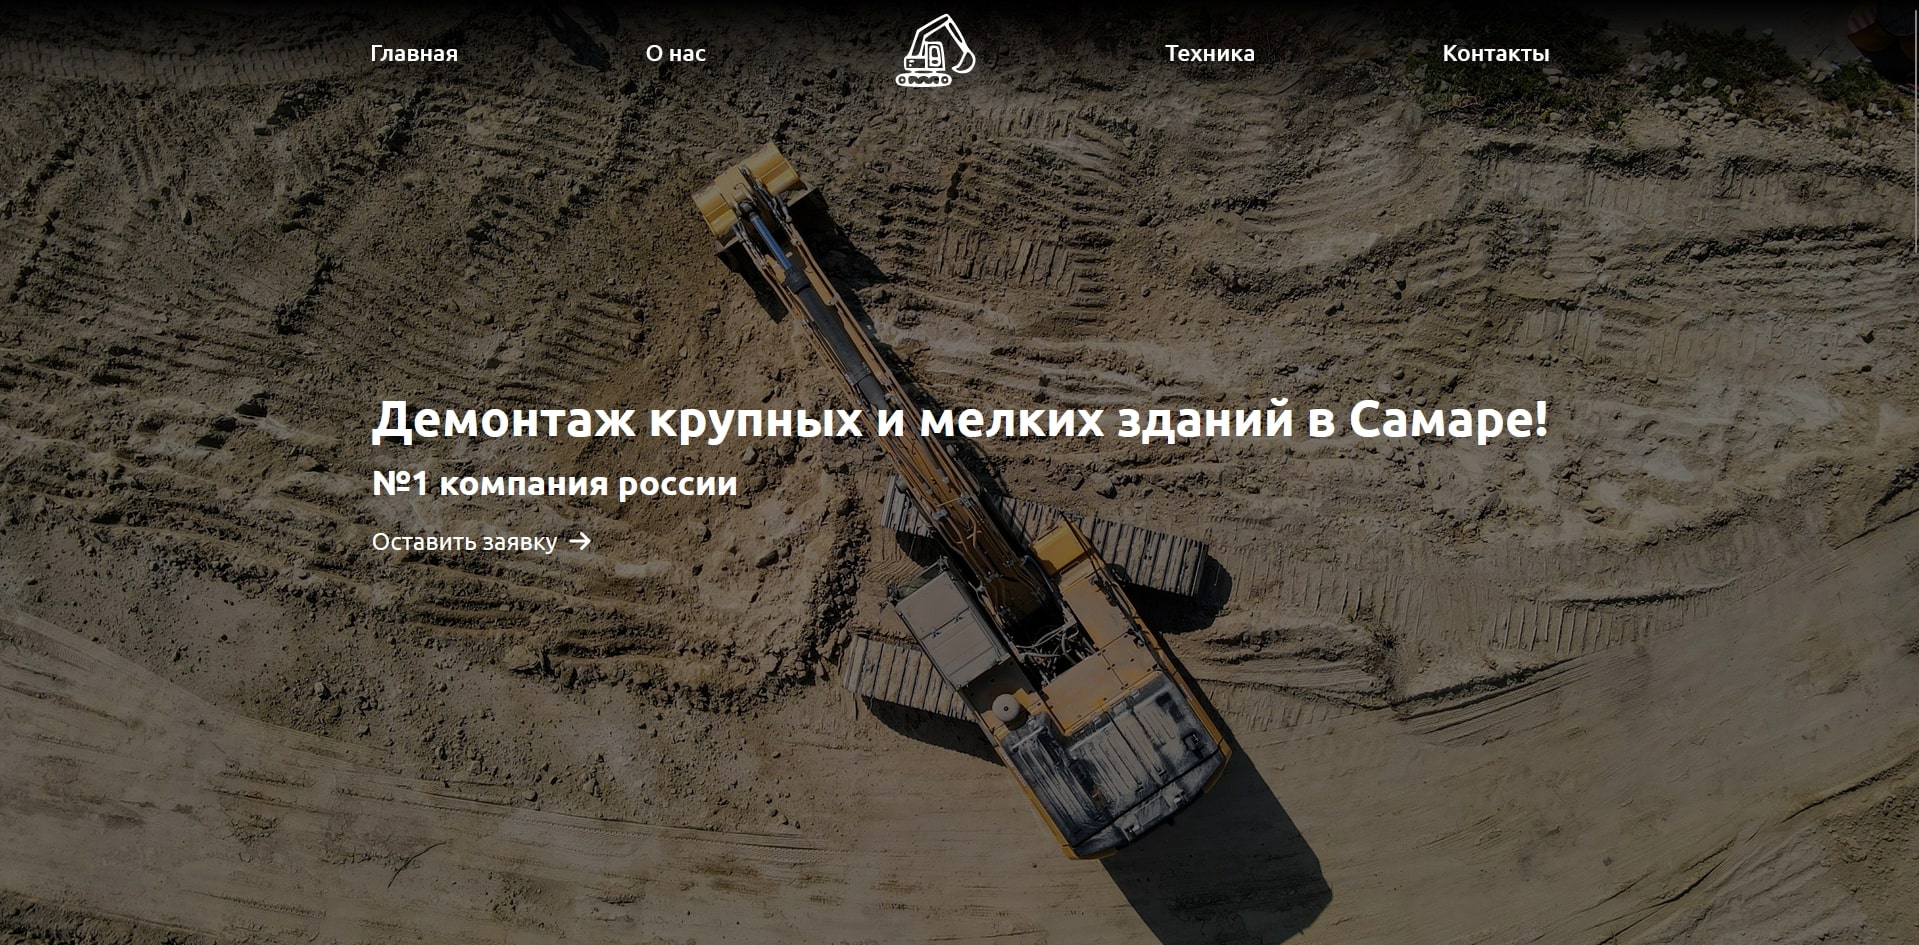 Главная
О нас
Техника
Контакты
Демонтаж крупных и мелких зданий в Самаре!
№1 компания россии
Оставить заявку →